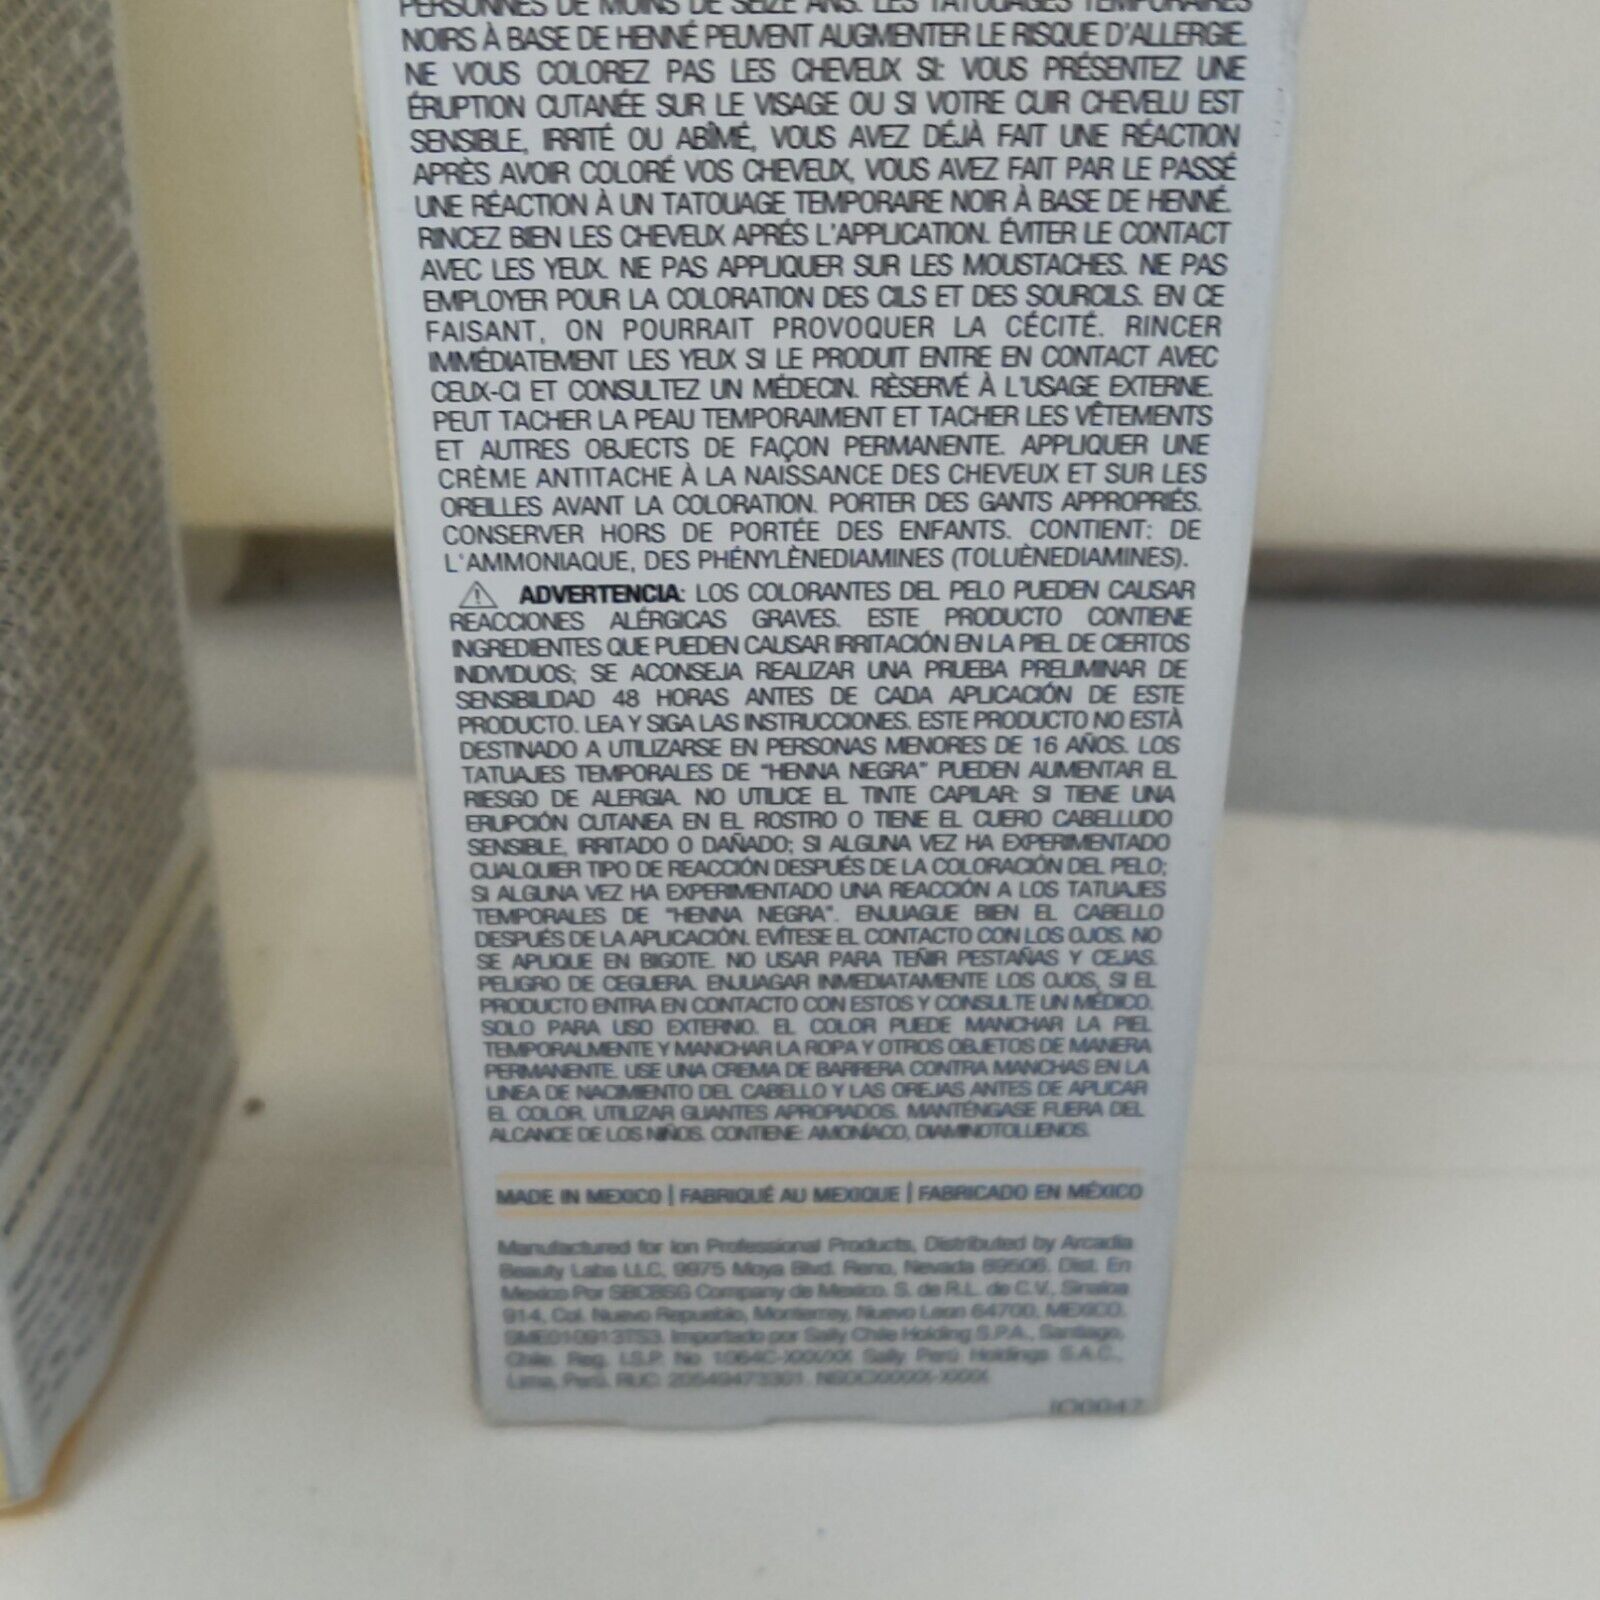 PERSONNES DE MOINS DE SEIZE ANS. LES TATOUAGES TEMPORAIRES
NOIRS À BASE DE HENNÉ PEUVENT AUGMENTER LE RISQUE D'ALLERGIE.
NE VOUS COLOREZ PAS LES CHEVEUX SI: VOUS PRÉSENTEZ UNE
ÉRUPTION CUTANÉE SUR LE VISAGE OU SI VOTRE CUIR CHEVELU EST
SENSIBLE, IRRITÉ OU ABÎMÉ, VOUS AVEZ DÉJÀ FAIT UNE RÉACTION
APRÈS AVOIR COLORÉ VOS CHEVEUX, VOUS AVEZ FAIT PAR LE PASSÉ
UNE RÉACTION À UN TATOUAGE TEMPORAIRE NOIR À BASE DE HENNÉ.
RINCEZ BIEN LES CHEVEUX APRÉS L'APPLICATION. ÉVITER LE CONTACT
AVEC LES YEUX. NE PAS APPLIQUER SUR LES MOUSTACHES. NE PAS
EMPLOYER POUR LA COLORATION DES CILS ET DES SOURCILS. EN CE
FAISANT, ON POURRAIT PROVOQUER LA CÉCITÉ. RINCER
IMMÉDIATEMENT LES YEUX SI LE PRODUIT ENTRE EN CONTACT AVEC
CEUX-CI ET CONSULTEZ UN MÉDECIN. RÈSERVÉ À L'USAGE EXTERNE.
PEUT TACHER LA PEAU TEMPORAIMENT ET TACHER LES VÊTEMENTS
ET AUTRES OBJECTS DE FAÇON PERMANENTE. APPLIQUER UNE
CRÈME ANTITACHE À LA NAISSANCE DES CHEVEUX ET SUR LES
OREILLES AVANT LA COLORATION. PORTER DES GANTS APPROPRIÉS.
CONSERVER HORS DE PORTÉE DES ENFANTS. CONTIENT: DE
L'AMMONIAQUE, DES PHÉNYLÈNEDIAMINES (TOLUÈNEDIAMINES).
ADVERTENCIA: LOS COLORANTES DEL PELO PUEDEN CAUSAR
REACCIONES ALÉRGICAS GRAVES. ESTE PRODUCTO CONTIENE
INGREDIENTES QUE PUEDEN CAUSAR IRRITACIÓN EN LA PIEL DE CIERTOS
INDIVIDUOS; SE ACONSEJA REALIZAR UNA PRUEBA PRELIMINAR DE
SENSIBILIDAD 48 HORAS ANTES DE CADA APLICACIÓN DE ESTE
PRODUCTO. LEA Y SIGA LAS INSTRUCCIONES. ESTE PRODUCTO NO ESTÀ
DESTINADO A UTILIZARSE EN PERSONAS MENORES DE 16 AÑOS. LOS
TATUAJES TEMPORALES DE "HENNA NEGRA" PUEDEN AUMENTAR EL
RIESGO DE ALERGIA. NO UTILICE EL TINTE CAPILAR: SI TIENE UNA
ERUPCIÓN CUTANEA EN EL ROSTRO O TIENE EL CUERO CABELLUDO
SENSIBLE, IRRITADO O DAÑADO; SI ALGUNA VEZ HA EXPERIMENTADO
CUALQUIER TIPO DE REACCIÓN DESPUÉS DE LA COLORACIÓN DEL PELO;
SI ALGUNA VEZ HA EXPERIMENTADO UNA REACCIÓN A LOS TATUAJES
TEMPORALES DE "HENNA NEGRA". ENJUAGUE BIEN EL CABELLO
DESPUÉS DE LA APLICACIÓN. EVÍTESE EL CONTACTO CON LOS OJOS. NO
SE APLIQUE EN BIGOTE. NO USAR PARA TEÑIR PESTAÑAS Y CEJAS.
PELIGRO DE CEGUERA. ENJUAGAR INMEDIATAMENTE LOS OJOS, SI EL
PRODUCTO ENTRA EN CONTACTO CON ESTOS Y CONSULTE UN MÉDICO.
SOLO PARA USO EXTERNO. EL COLOR PUEDE MANCHAR LA PIEL
TEMPORALMENTE Y MANCHAR LA ROPA Y OTROS OBJETOS DE MANERA
PERMANENTE. USE UNA CREMA DE BARRERA CONTRA MANCHAS EN LA
LINEA DE NACIMIENTO DEL CABELLO Y LAS OREJAS ANTES DE APLICAR
EL COLOR. UTILIZAR GUANTES APROPIADOS. MANTÉNGASE FUERA DEL
ALCANCE DE LOS NIÑOS. CONTIENE: AMONÍACO, DIAMINOTOLUENOS.
MADE IN MEXICO | FABRIQUÉ AU MEXIQUE | FABRICADO EN MÉXICO
Manufactured for Ion Professional Products, Distributed by Arcadia
Beauty Labs LLC, 9975 Moya Blvd. Reno, Nevada 89506. Dist. En
Mexico Por SBCBSG Company de Mexico. S. de R.L. de C.V., Sinaloa
914, Col. Nuevo Repueblo, Monterrey, Nuevo Leon 64700, MEXICO.
SME010913TS3. Importado por Sally Chile Holding S.P.A., Santiago,
Chile. Reg. I.S.P. No 1064C-XXX/XX Sally Perú Holdings S.A.C.,
Lima, Perú. RUC: 20549473301.